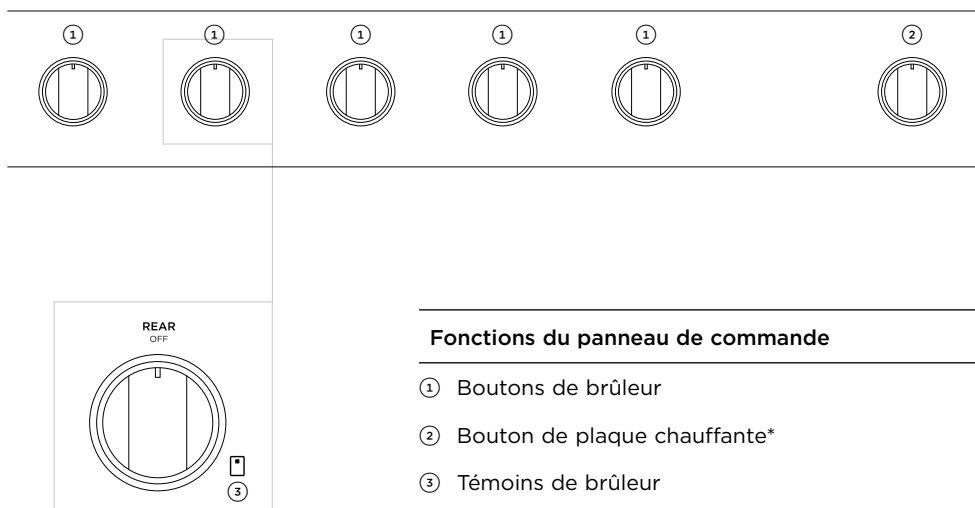 ① ① ① ① ① ②
REAR
OFF
③
Fonctions du panneau de commande
① Boutons de brûleur
② Bouton de plaque chauffante*
③ Témoins de brûleur